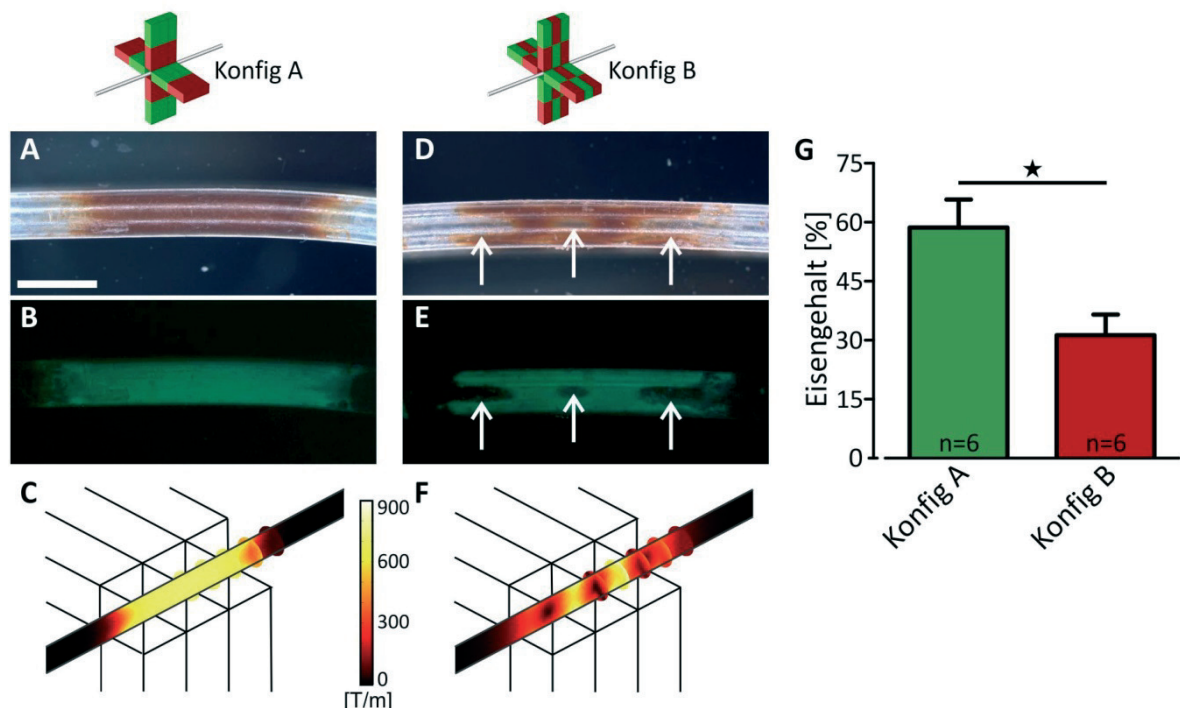 Konfig A
Konfig B
A
D
G
B
E
75
60
45
30
15
0
Eisengehalt [%]
★
n=6
n=6
Konfig A
Konfig B
C
900
600
300
0
[T/m]
F